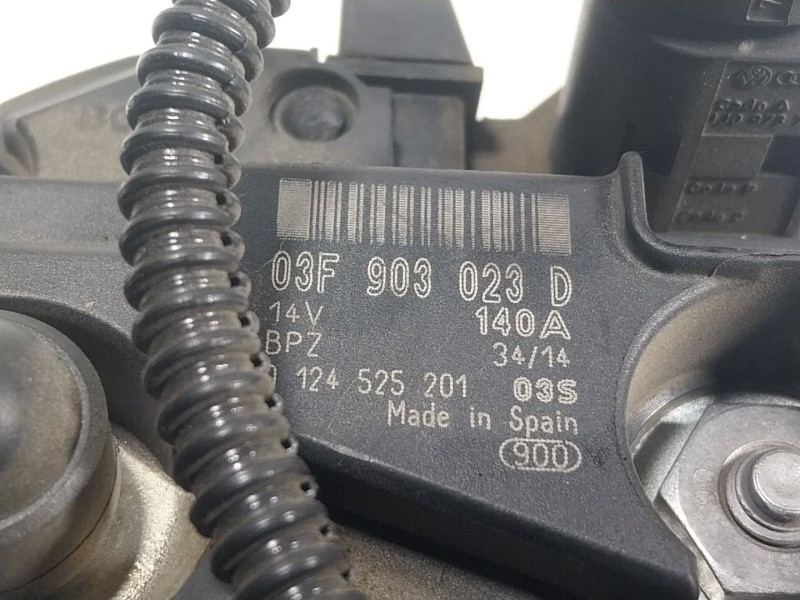 03F 903 023 D
14V 140A
BPZ 34/14
124 525 201 03S
Made in Spain
900